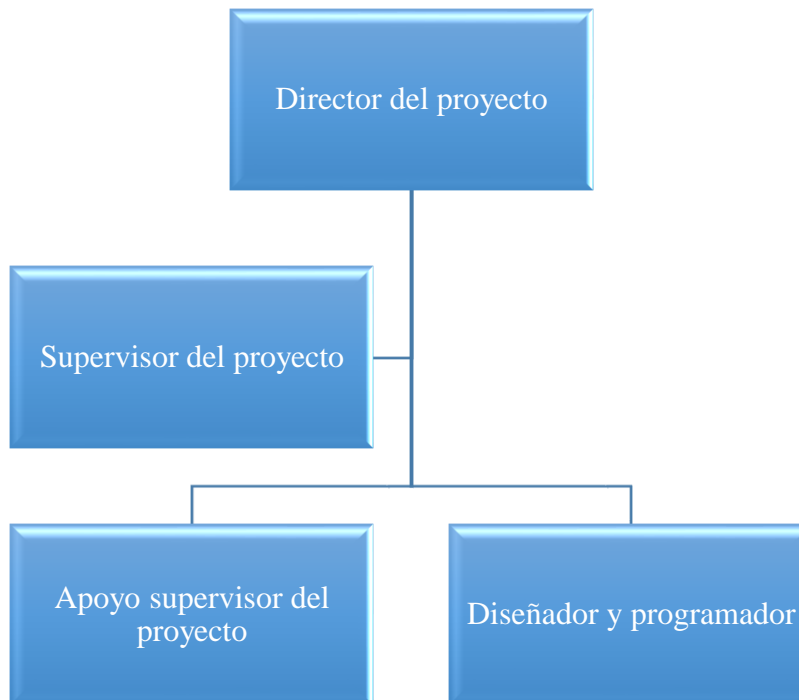 Director del proyecto
Supervisor del proyecto
Apoyo supervisor del
proyecto
Diseñador y programador